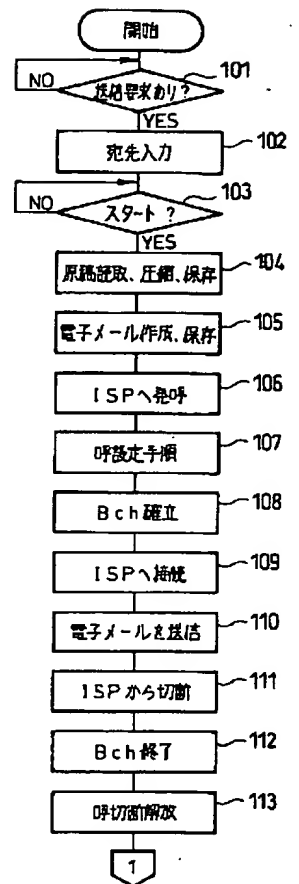 開始
送信要求あり?
101
NO
YES
宛先入力
102
スタート ?
103
NO
YES
原稿読取、圧縮、保存
104
電子メール作成、保存
105
ISPへ発呼
106
呼設定手順
107
Bch確立
108
ISPへ接続
109
電子メールを送信
110
ISPから切断
111
Bch終了
112
呼切断解放
113
1